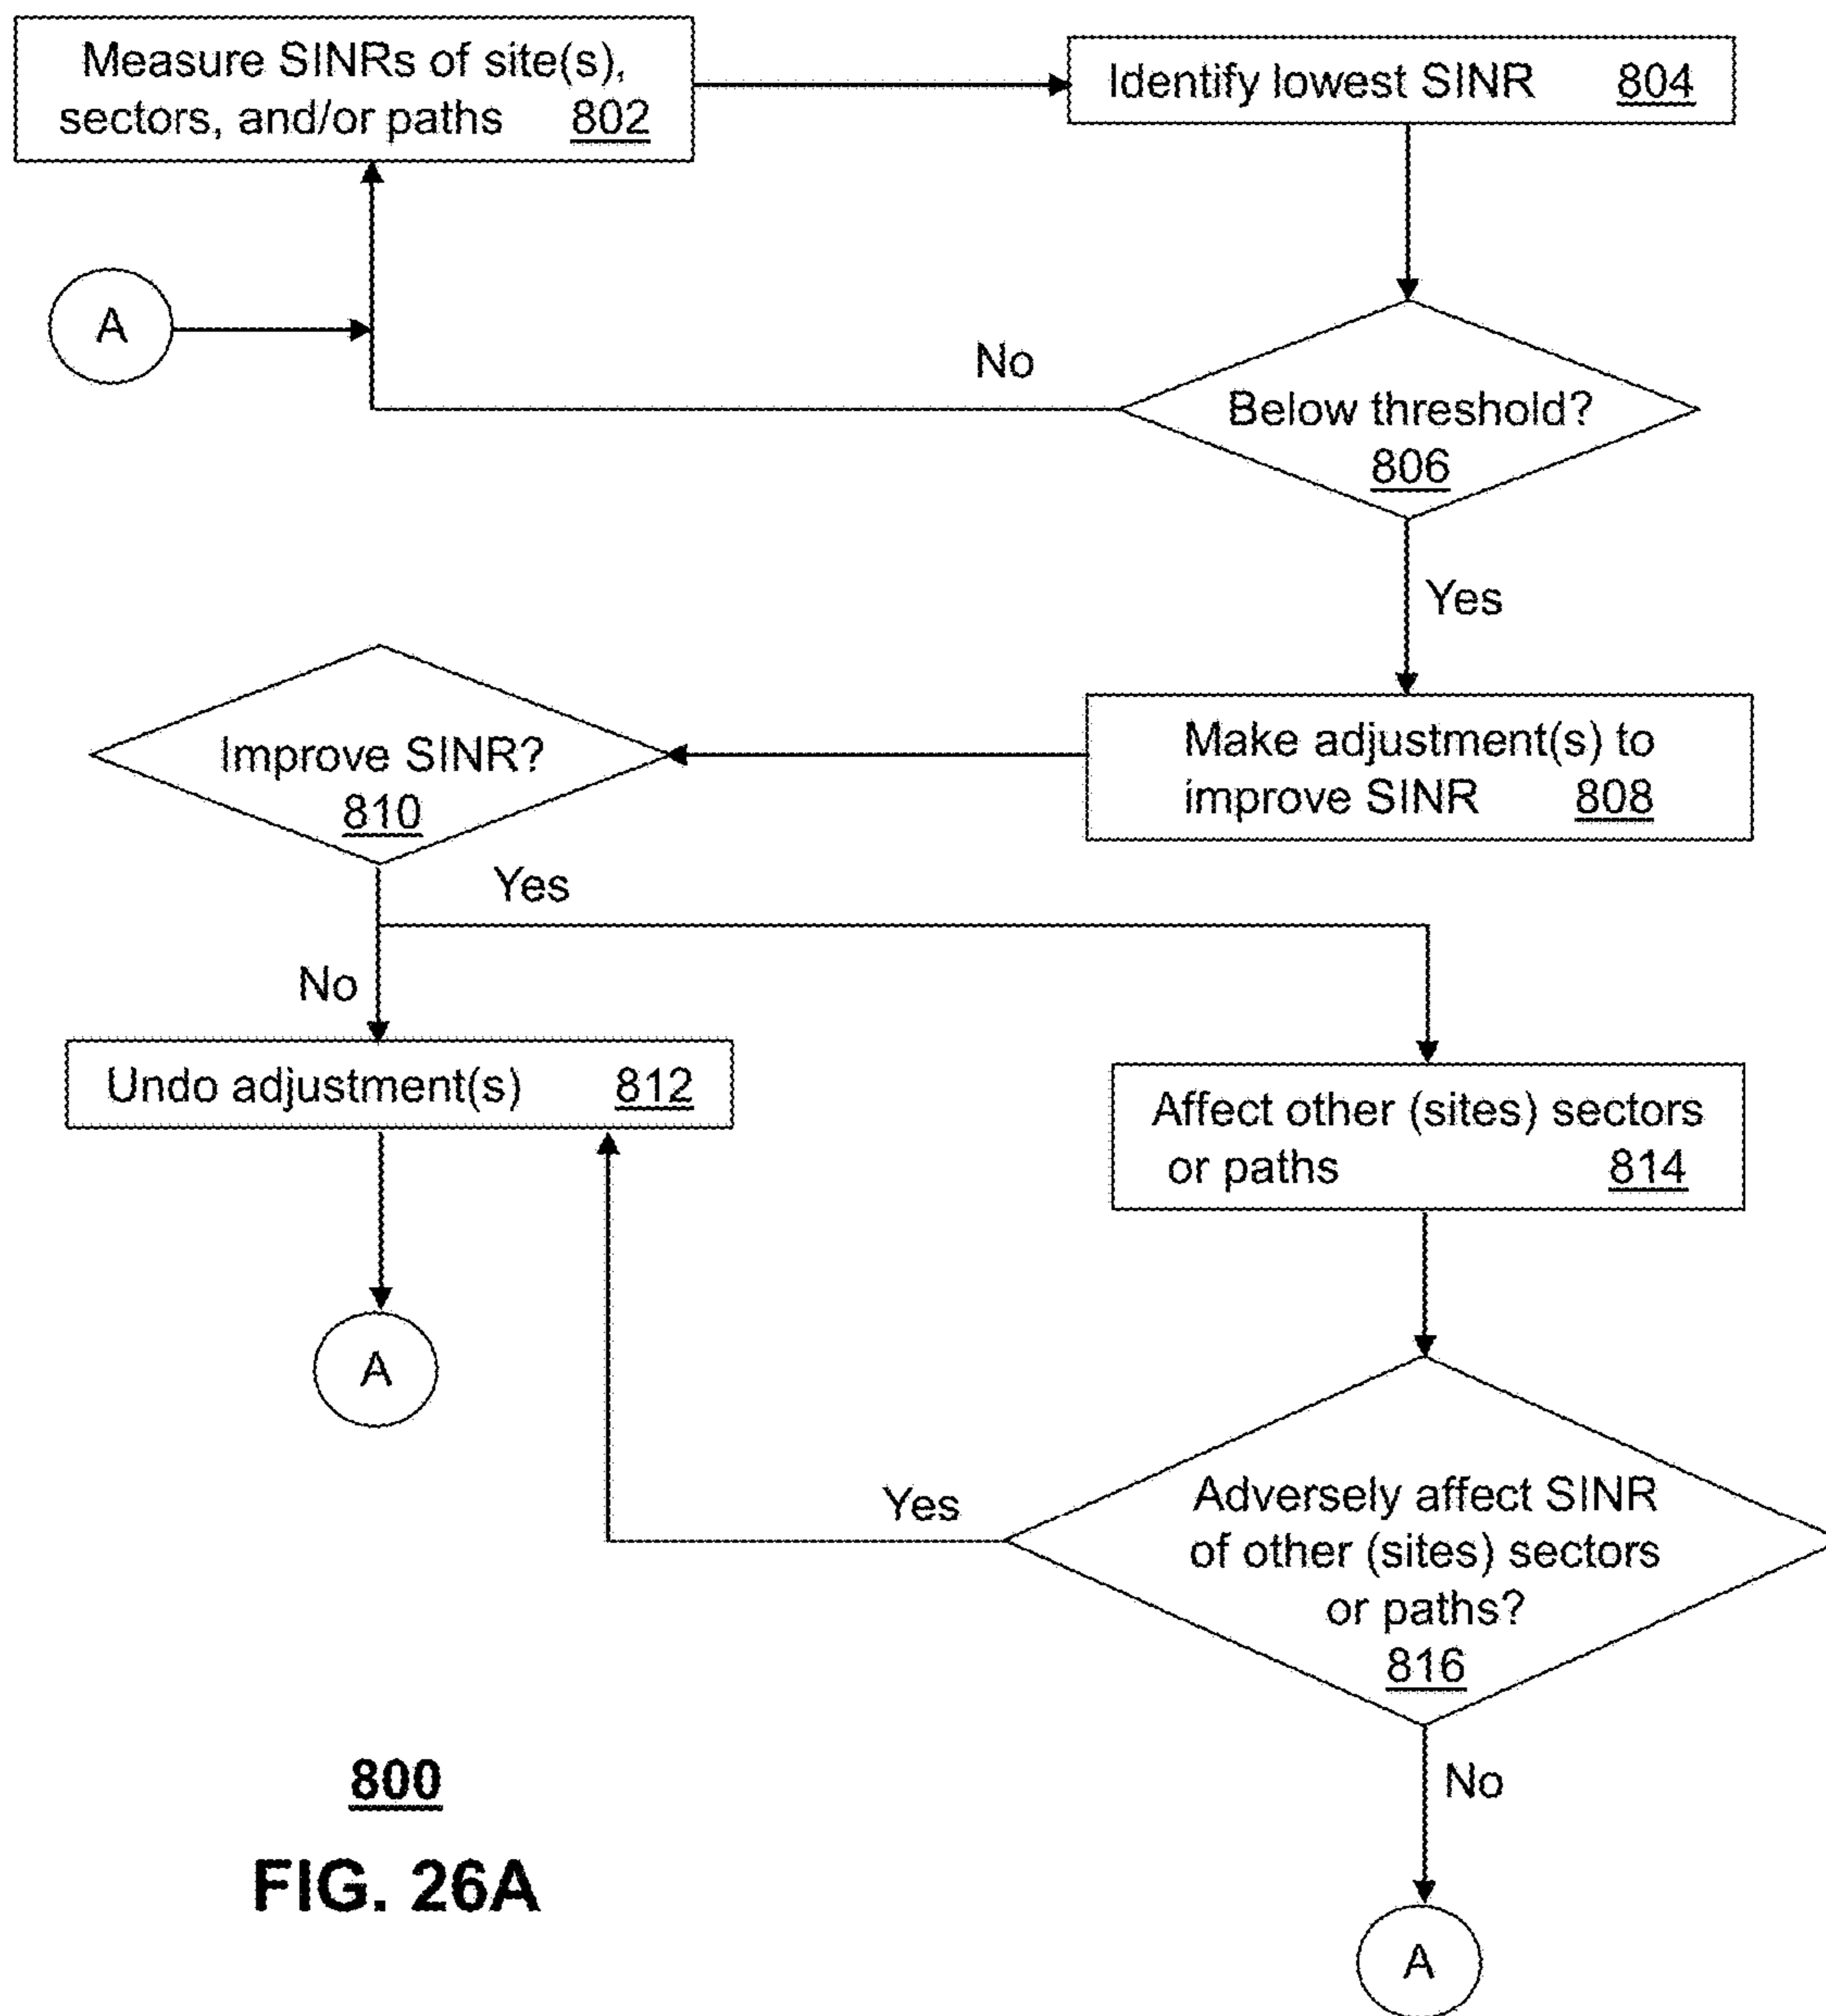 Measure SINRs of site(s),
sectors, and/or paths 802
Identify lowest SINR 804
A
No
Below threshold?
806
Yes
Improve SINR?
810
Make adjustment(s) to
improve SINR 808
Yes
No
Undo adjustment(s) 812
Affect other (sites) sectors
or paths 814
A
Yes
Adversely affect SINR
of other (sites) sectors
or paths?
816
No
800
FIG. 26A
A